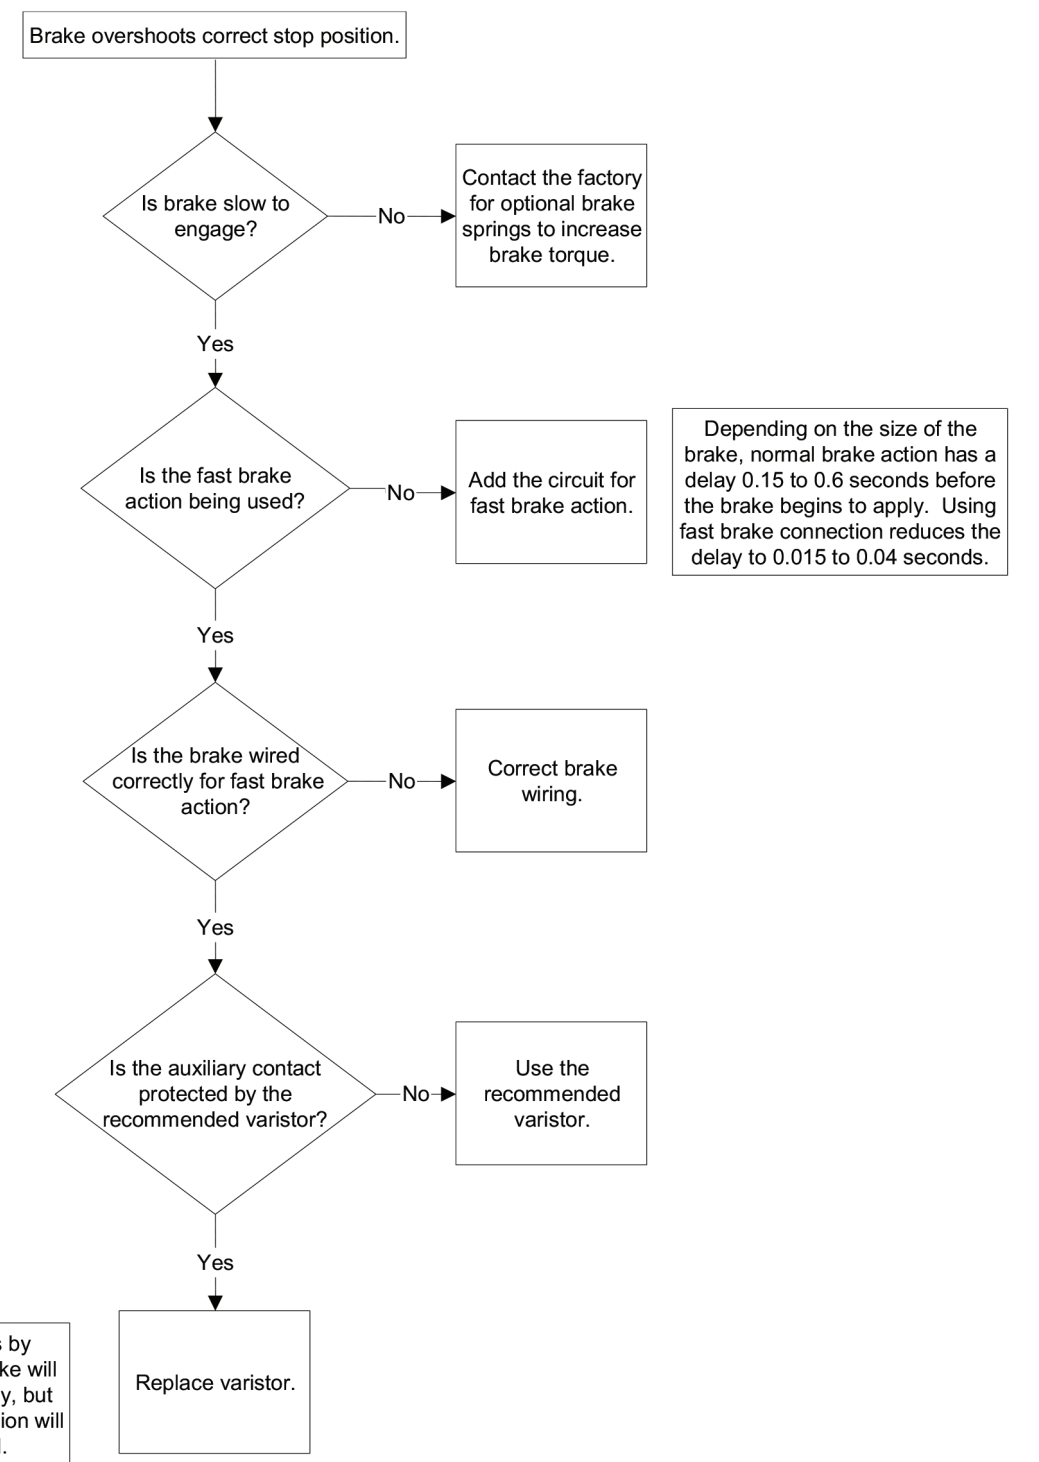 Brake overshoots correct stop position.
Is brake slow to
engage?
No
Contact the factory
for optional brake
springs to increase
brake torque.
Yes
Is the fast brake
action being used?
No
Add the circuit for
fast brake action.
Depending on the size of the
brake, normal brake action has a
delay 0.15 to 0.6 seconds before
the brake begins to apply.  Using
fast brake connection reduces the
delay to 0.015 to 0.04 seconds.
Yes
Is the brake wired
correctly for fast brake
action?
No
Correct brake
wiring.
Yes
Is the auxiliary contact
protected by the
recommended varistor?
No
Use the
recommended
varistor.
Yes
Replace varistor.
by
will
but
will